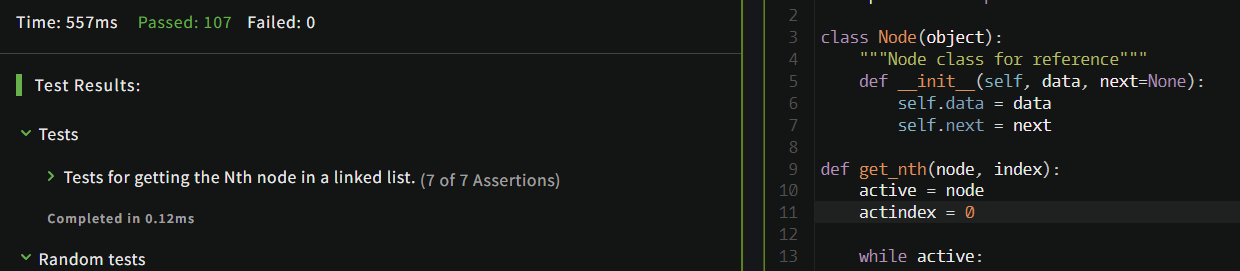 Time: 557ms Passed: 107 Failed: 0
Test Results:
Tests
Tests for getting the Nth node in a linked list. (7 of 7 Assertions)
Completed in 0.12ms
Random tests
2
3 class Node(object):
4 """Node class for reference"""
5 def __init__(self, data, next=None):
6 self.data = data
7 self.next = next
8
9 def get_nth(node, index):
10 active = node
11 actindex = 0
12
13 while active: